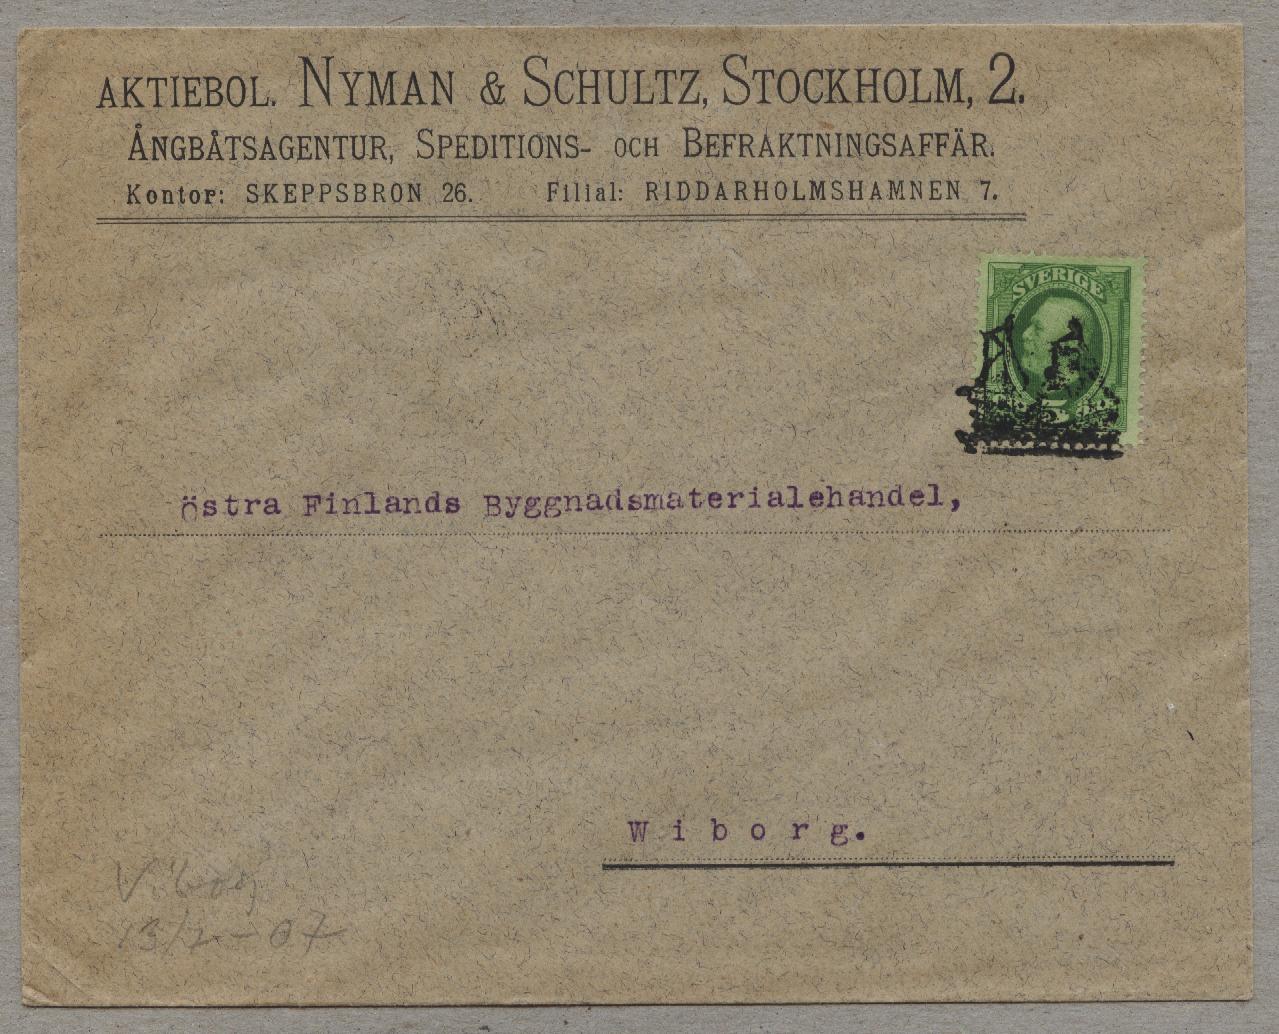 AKTIEBOL. NYMAN & SCHULTZ, STOCKHOLM, 2.
ÅNGBÅTSAGENTUR, SPEDITIONS- OCH BEFRAKTNINGSAFFÄR.
Kontor: SKEPPSBRON 26. Filial: RIDDARHOLMSHAMNEN 7.
SVERIGE
östra Finlands Byggnadsmaterialehandel,
Wiborg.
Viborg
13/2-07